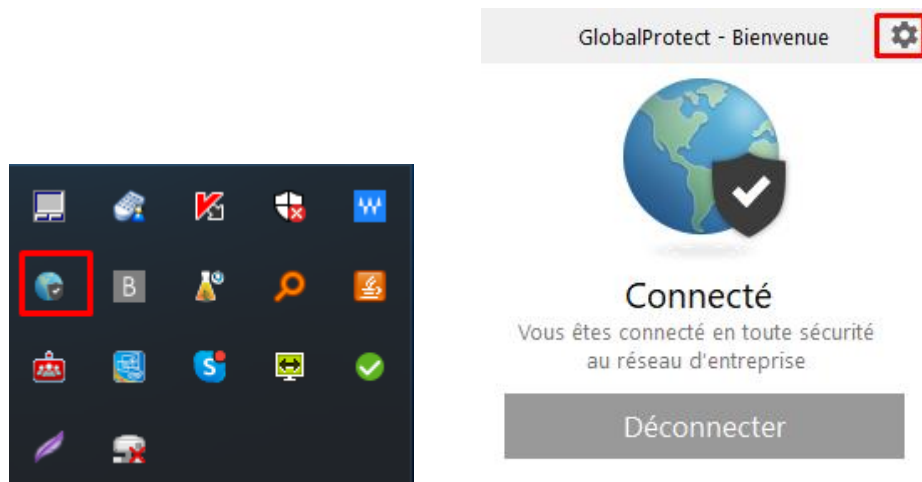 GlobalProtect - Bienvenue
B
S
Connecté
Vous êtes connecté en toute sécurité
au réseau d'entreprise
Déconnecter